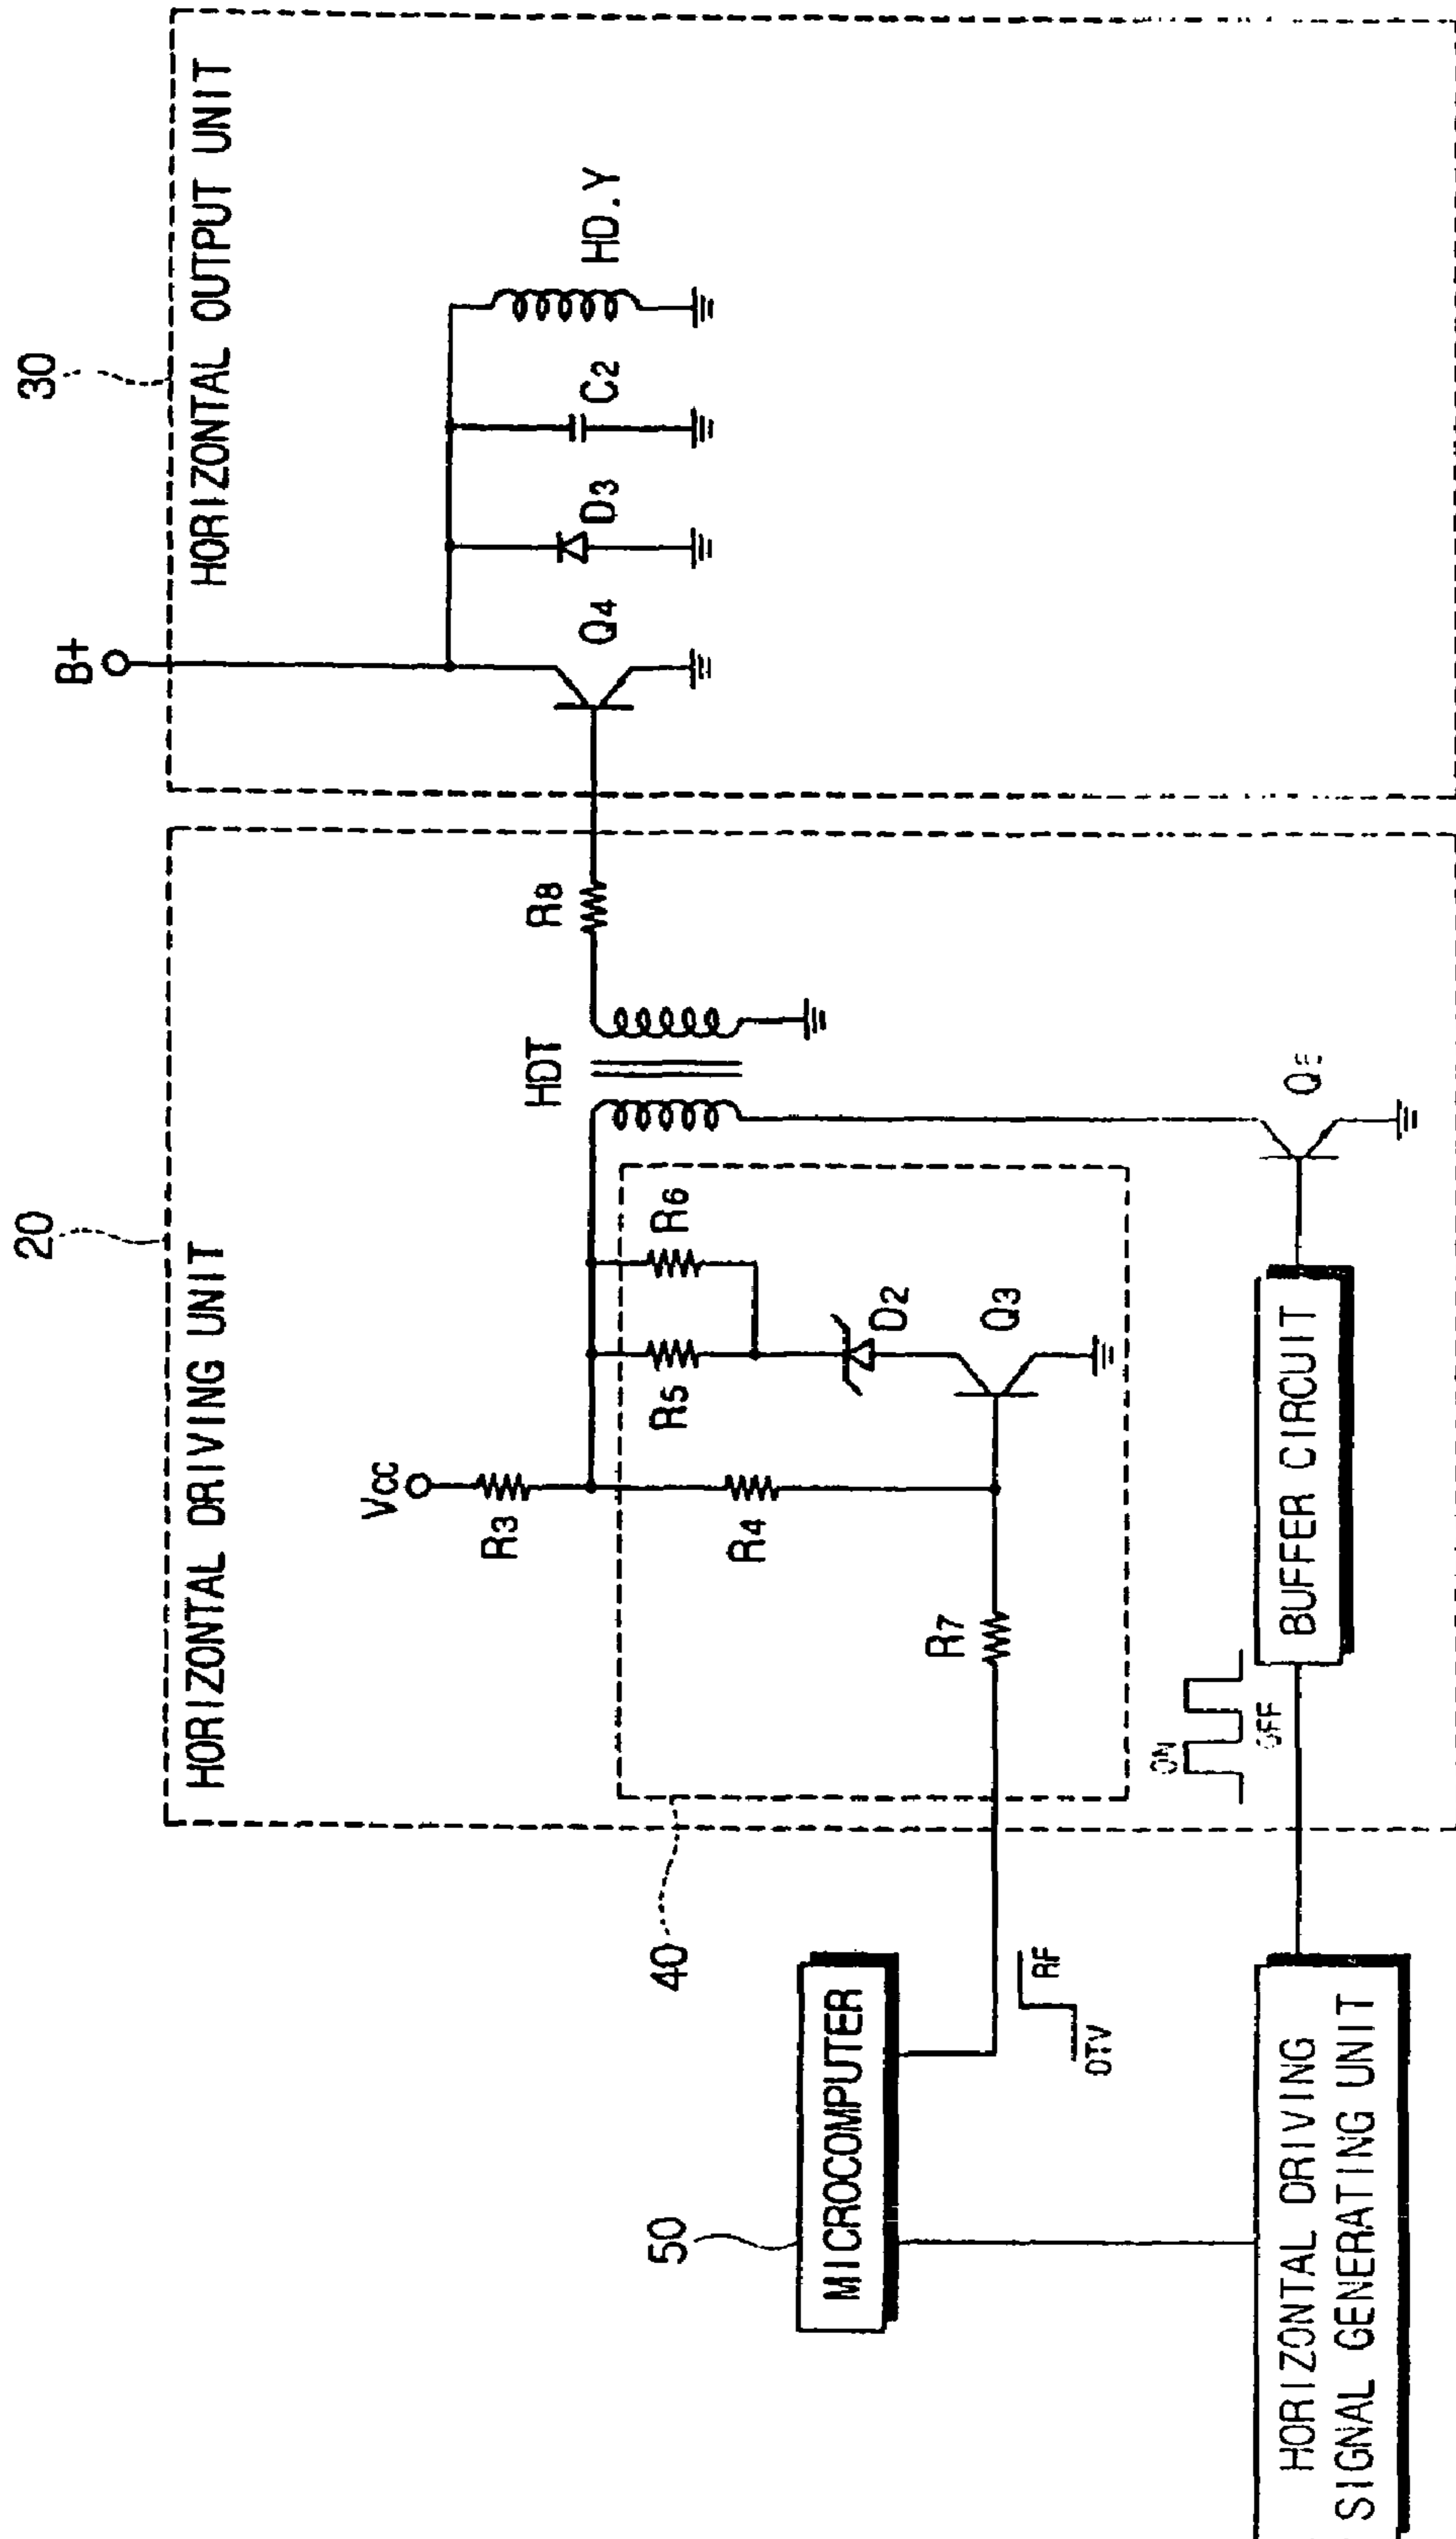 30
B+
HORIZONTAL OUTPUT UNIT
Q4
D3
C2
HD.Y
20
HORIZONTAL DRIVING UNIT
Vcc
R3
HDT
R8
R5
R6
R4
D2
R7
Q3
40
ON
OFF
BUFFER CIRCUIT
50
MICROCOMPUTER
RF
DTV
HORIZONTAL DRIVING
SIGNAL GENERATING UNIT